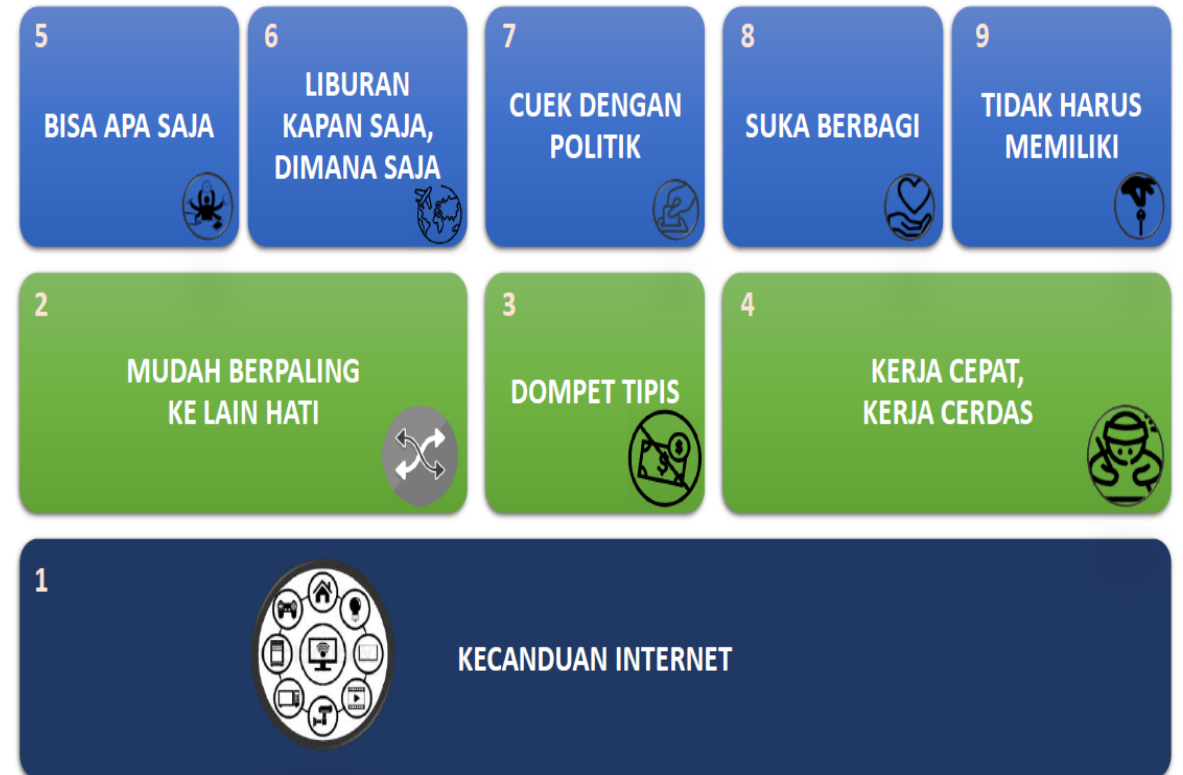 5
BISA APA SAJA
6
LIBURAN
KAPAN SAJA,
DIMANA SAJA
7
CUEK DENGAN
POLITIK
8
SUKA BERBAGI
9
TIDAK HARUS
MEMILIKI
2
MUDAH BERPALING
KE LAIN HATI
3
DOMPET TIPIS
$
$
4
KERJA CEPAT,
KERJA CERDAS
1
KECANDUAN INTERNET